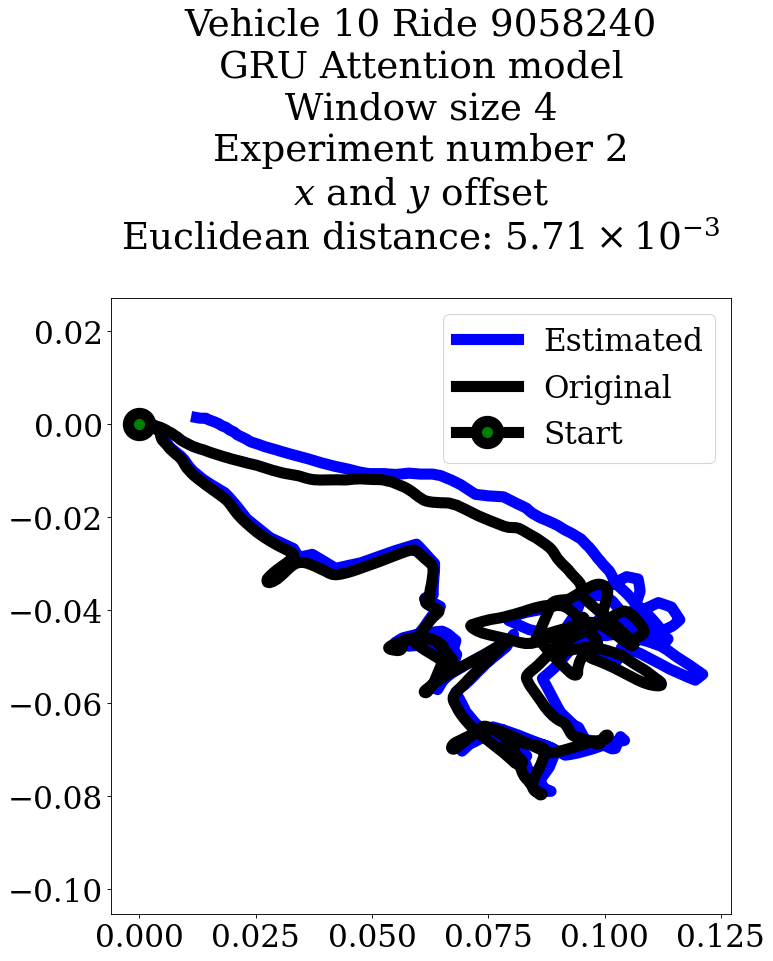 Vehicle 10 Ride 9058240
GRU Attention model
Window size 4
Experiment number 2
x and y offset
Euclidean distance: 5.71 × 10⁻³
Estimated
Original
Start
0.02
0.00
−0.02
−0.04
−0.06
−0.08
−0.10
0.000 0.025 0.050 0.075 0.100 0.125